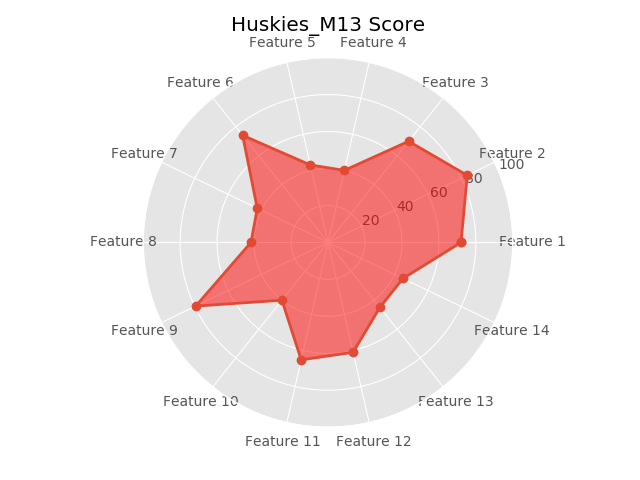 Huskies_M13 Score
Feature 5
Feature 4
Feature 6
Feature 3
Feature 7
Feature 2
100
80
60
40
20
Feature 8
Feature 1
Feature 9
Feature 14
Feature 10
Feature 13
Feature 11
Feature 12